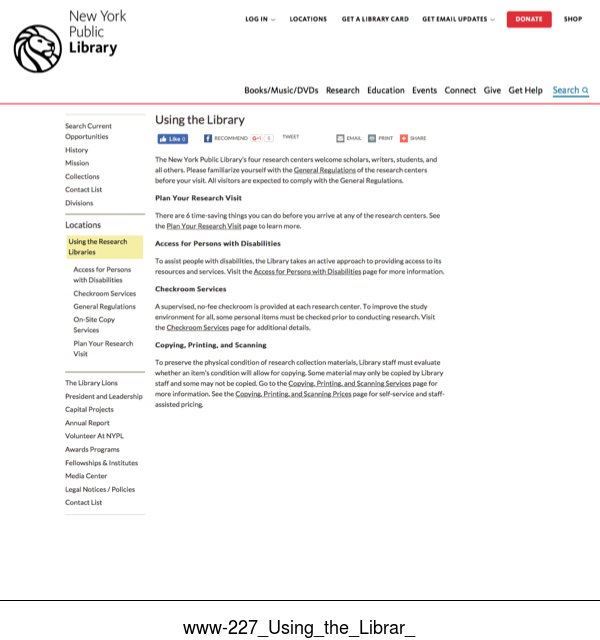 New York
Public
Library
LOG IN LOCATIONS GET A LIBRARY CARD GET EMAIL UPDATES DONATE SHOP
Books/Music/DVDs Research Education Events Connect Give Get Help Search
Search Current
Opportunities
History
Mission
Collections
Contact List
Divisions
Locations
Using the Research
Libraries
Access for Persons
with Disabilities
Checkroom Services
General Regulations
On-Site Copy
Services
Plan Your Research
Visit
The Library Lions
President and Leadership
Capital Projects
Annual Report
Volunteer At NYPL
Awards Programs
Fellowships & Institutes
Media Center
Legal Notices / Policies
Contact List
Using the Library
Like 0 RECOMMEND G+1 3 TWEET EMAIL PRINT SHARE
The New York Public Library's four research centers welcome scholars, writers, students, and
all others. Please familiarize yourself with the General Regulations of the research centers
before your visit. All visitors are expected to comply with the General Regulations.
Plan Your Research Visit
There are 6 time-saving things you can do before you arrive at any of the research centers. See
the Plan Your Research Visit page to learn more.
Access for Persons with Disabilities
To assist people with disabilities, the Library takes an active approach to providing access to its
resources and services. Visit the Access for Persons with Disabilities page for more information.
Checkroom Services
A supervised, no-fee checkroom is provided at each research center. To improve the study
environment for all, some personal items must be checked prior to conducting research. Visit
the Checkroom Services page for additional details.
Copying, Printing, and Scanning
To preserve the physical condition of research collection materials, Library staff must evaluate
whether an item's condition will allow for copying. Some material may only be copied by Library
staff and some may not be copied. Go to the Copying, Printing, and Scanning Services page for
more information. See the Copying, Printing, and Scanning Prices page for self-service and staff-
assisted pricing.
www-227_Using_the_Librar_